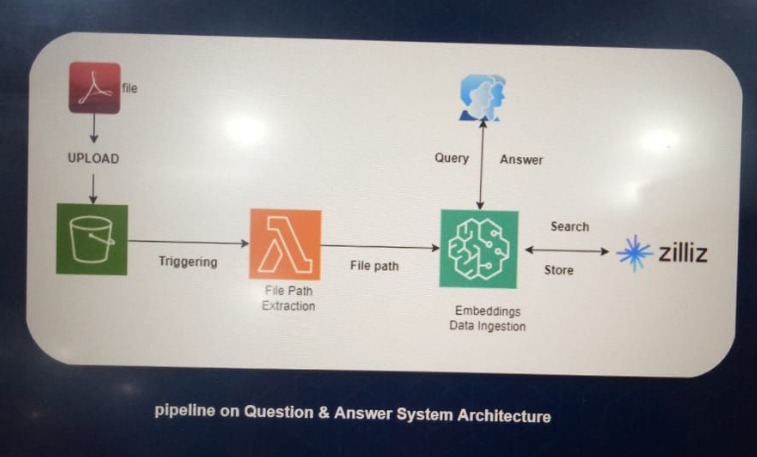 file
UPLOAD
Query
Answer
Search
Triggering
File path
Store
zilliz
File Path
Extraction
Embeddings
Data Ingestion
pipeline on Question & Answer System Architecture